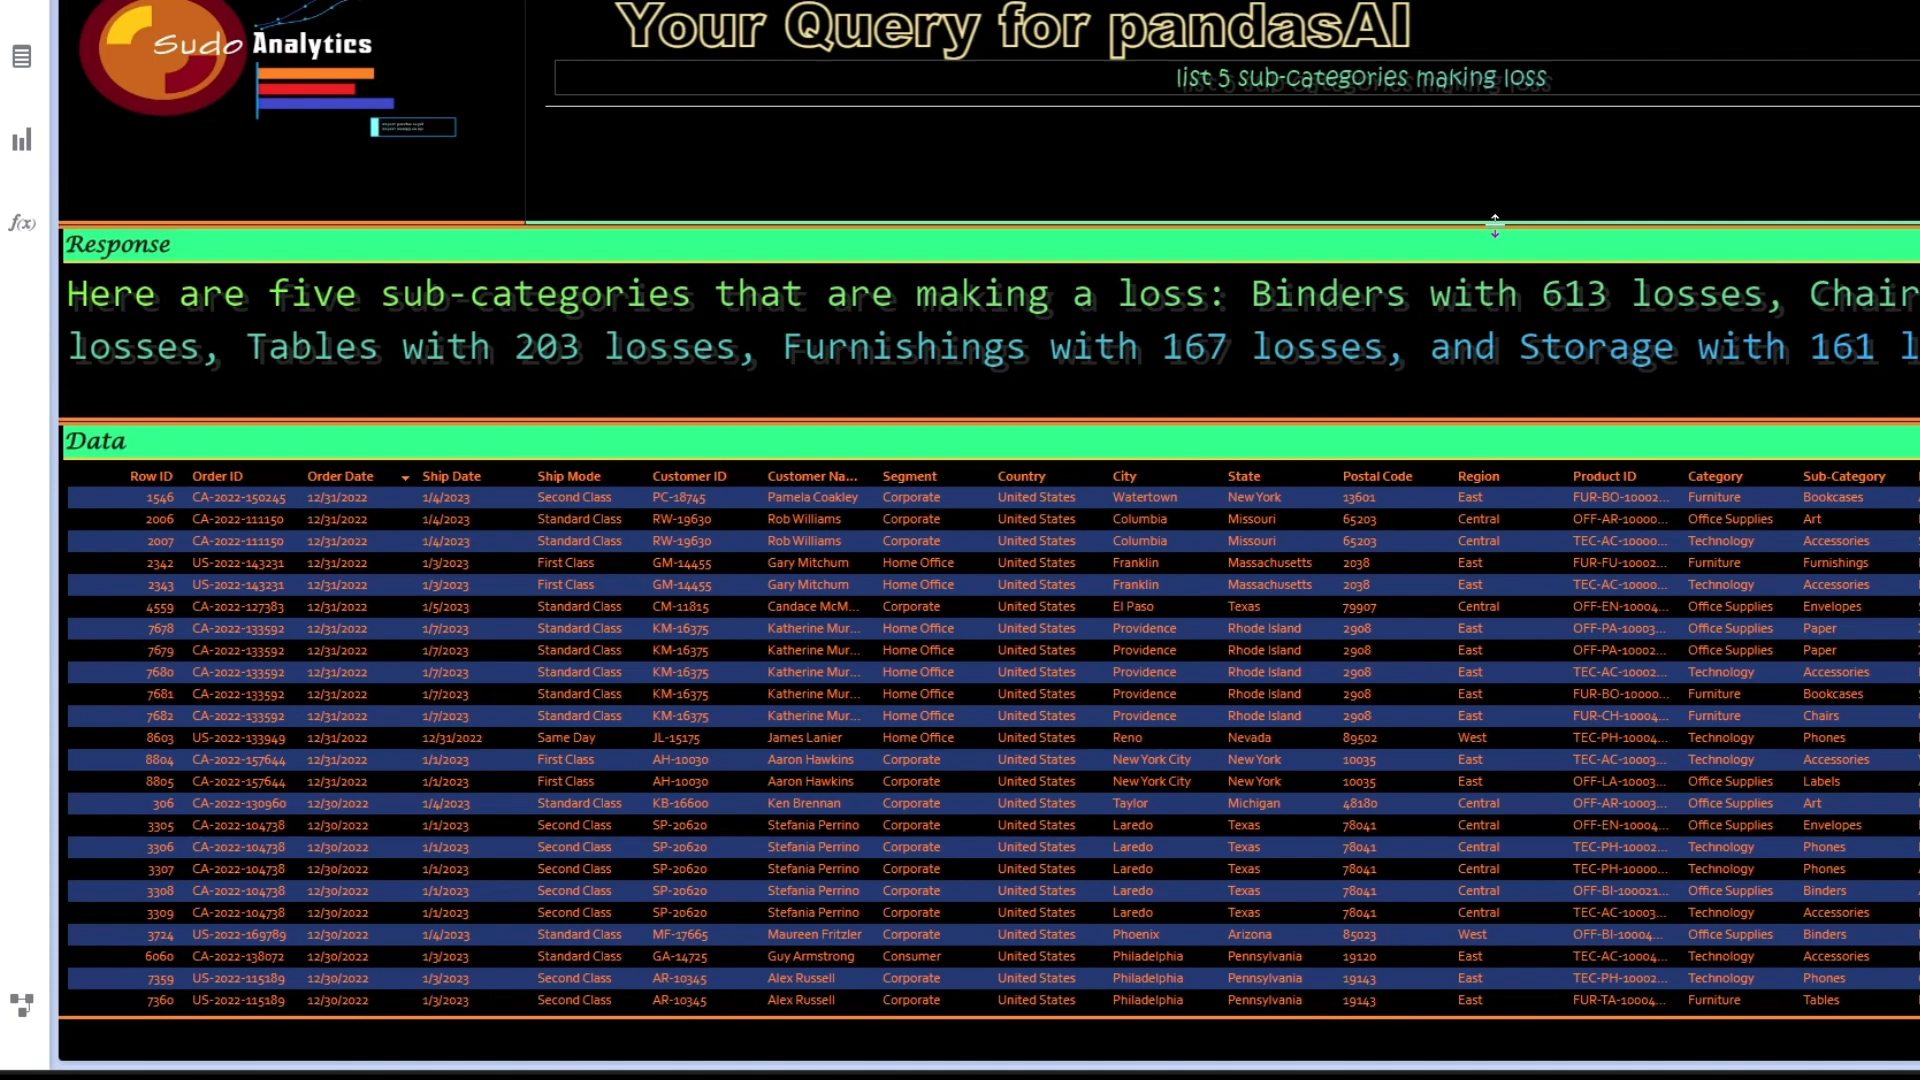 Sudo Analytics
Your Query for pandasAI
list 5 sub-categories making loss
f(x)
Response
Here are five sub-categories that are making a loss: Binders with 613 losses, Chair
losses, Tables with 203 losses, Furnishings with 167 losses, and Storage with 161 l
Data
Row ID Order ID Order Date Ship Date Ship Mode Customer ID Customer Na... Segment Country City State Postal Code Region Product ID Category Sub-Category
1546 CA-2022-150245 12/31/2022 1/4/2023 Second Class PC-18745 Pamela Coakley Corporate United States Watertown New York 13601 East FUR-BO-10002... Furniture Bookcases
2006 CA-2022-111150 12/31/2022 1/4/2023 Standard Class RW-19630 Rob Williams Corporate United States Columbia Missouri 65203 Central OFF-AR-10000... Office Supplies Art
2007 CA-2022-111150 12/31/2022 1/4/2023 Standard Class RW-19630 Rob Williams Corporate United States Columbia Missouri 65203 Central TEC-AC-10000... Technology Accessories
2342 US-2022-143231 12/31/2022 1/3/2023 First Class GM-14455 Gary Mitchum Home Office United States Franklin Massachusetts 2038 East FUR-FU-10002... Furniture Furnishings
2343 US-2022-143231 12/31/2022 1/3/2023 First Class GM-14455 Gary Mitchum Home Office United States Franklin Massachusetts 2038 East TEC-AC-10002... Technology Accessories
4559 CA-2022-127383 12/31/2022 1/5/2023 Standard Class CM-11815 Candace McM... Corporate United States El Paso Texas 79907 Central OFF-EN-10004... Office Supplies Envelopes
7678 CA-2022-133592 12/31/2022 1/7/2023 Standard Class KM-16375 Katherine Mur... Home Office United States Providence Rhode Island 2908 East OFF-PA-10003... Office Supplies Paper
7679 CA-2022-133592 12/31/2022 1/7/2023 Standard Class KM-16375 Katherine Mur... Home Office United States Providence Rhode Island 2908 East OFF-PA-10002... Office Supplies Paper
7680 CA-2022-133592 12/31/2022 1/7/2023 Standard Class KM-16375 Katherine Mur... Home Office United States Providence Rhode Island 2908 East TEC-AC-10002... Technology Accessories
7681 CA-2022-133592 12/31/2022 1/7/2023 Standard Class KM-16375 Katherine Mur... Home Office United States Providence Rhode Island 2908 East FUR-BO-10000... Furniture Bookcases
7682 CA-2022-133592 12/31/2022 1/7/2023 Standard Class KM-16375 Katherine Mur... Home Office United States Providence Rhode Island 2908 East FUR-CH-10004... Furniture Chairs
8603 US-2022-133949 12/31/2022 12/31/2022 Same Day JL-15175 James Lanier Home Office United States Reno Nevada 89502 West TEC-PH-10004... Technology Phones
8804 CA-2022-157644 12/31/2022 1/1/2023 First Class AH-10030 Aaron Hawkins Corporate United States New York City New York 10035 East TEC-AC-10003... Technology Accessories
8805 CA-2022-157644 12/31/2022 1/1/2023 First Class AH-10030 Aaron Hawkins Corporate United States New York City New York 10035 East OFF-LA-10003... Office Supplies Labels
306 CA-2022-130960 12/30/2022 1/4/2023 Standard Class KB-16600 Ken Brennan Corporate United States Taylor Michigan 48180 Central OFF-AR-10003... Office Supplies Art
3305 CA-2022-104738 12/30/2022 1/1/2023 Second Class SP-20620 Stefania Perrino Corporate United States Laredo Texas 78041 Central OFF-EN-10004... Office Supplies Envelopes
3306 CA-2022-104738 12/30/2022 1/1/2023 Second Class SP-20620 Stefania Perrino Corporate United States Laredo Texas 78041 Central TEC-PH-10002... Technology Phones
3307 CA-2022-104738 12/30/2022 1/1/2023 Second Class SP-20620 Stefania Perrino Corporate United States Laredo Texas 78041 Central TEC-PH-10000... Technology Phones
3308 CA-2022-104738 12/30/2022 1/1/2023 Second Class SP-20620 Stefania Perrino Corporate United States Laredo Texas 78041 Central OFF-BI-100021... Office Supplies Binders
3309 CA-2022-104738 12/30/2022 1/1/2023 Second Class SP-20620 Stefania Perrino Corporate United States Laredo Texas 78041 Central TEC-AC-10003... Technology Accessories
3724 US-2022-169789 12/30/2022 1/4/2023 Standard Class MF-17665 Maureen Fritzler Corporate United States Phoenix Arizona 85023 West OFF-BI-10004... Office Supplies Binders
6060 CA-2022-138072 12/30/2022 1/3/2023 Standard Class GA-14725 Guy Armstrong Consumer United States Philadelphia Pennsylvania 19120 East TEC-AC-10004... Technology Accessories
7359 US-2022-115189 12/30/2022 1/3/2023 Second Class AR-10345 Alex Russell Corporate United States Philadelphia Pennsylvania 19143 East TEC-PH-10002... Technology Phones
7360 US-2022-115189 12/30/2022 1/3/2023 Second Class AR-10345 Alex Russell Corporate United States Philadelphia Pennsylvania 19143 East FUR-TA-10004... Furniture Tables